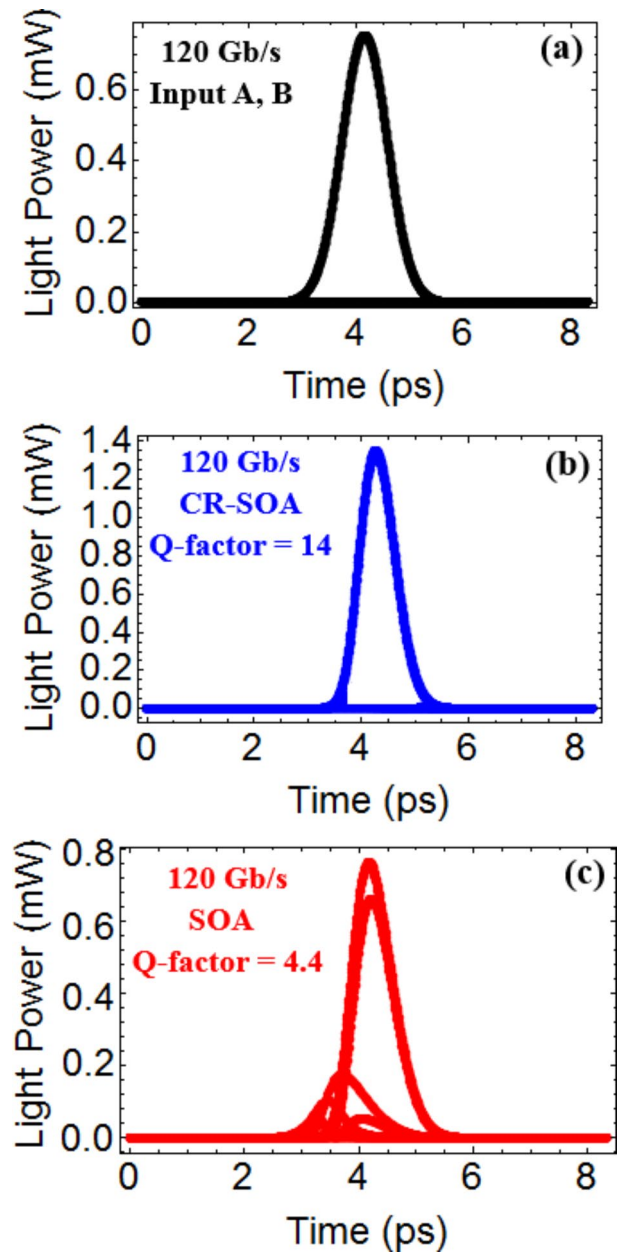 120 Gb/s
Input A, B
(a)
Light Power (mW)
0.6
0.4
0.2
0.0
0 2 4 6 8
Time (ps)
120 Gb/s
CR-SOA
Q-factor = 14
(b)
Light Power (mW)
1.4
1.2
1.0
0.8
0.6
0.4
0.2
0.0
0 2 4 6 8
Time (ps)
120 Gb/s
SOA
Q-factor = 4.4
(c)
Light Power (mW)
0.8
0.6
0.4
0.2
0.0
0 2 4 6 8
Time (ps)